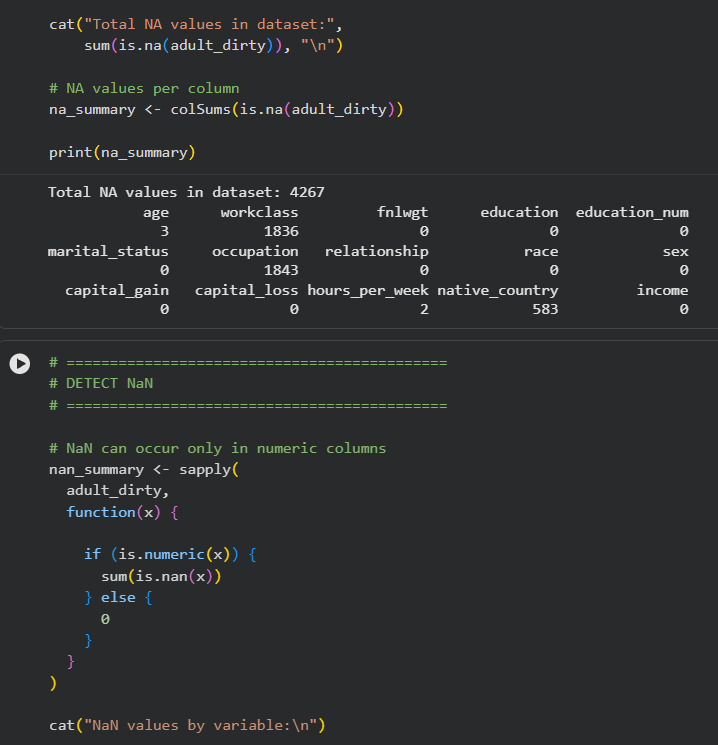 cat("Total NA values in dataset:",
    sum(is.na(adult_dirty)), "\n")
# NA values per column
na_summary <- colSums(is.na(adult_dirty))
print(na_summary)
Total NA values in dataset: 4267
           age      workclass         fnlwgt      education  education_num
             3           1836              0              0              0
marital_status     occupation   relationship           race            sex
             0           1843              0              0              0
  capital_gain   capital_loss hours_per_week native_country         income
             0              0              2            583              0
# ============================================
# DETECT NaN
# ============================================
# NaN can occur only in numeric columns
nan_summary <- sapply(
  adult_dirty,
  function(x) {
    if (is.numeric(x)) {
      sum(is.nan(x))
    } else {
      0
    }
  }
)
cat("NaN values by variable:\n")